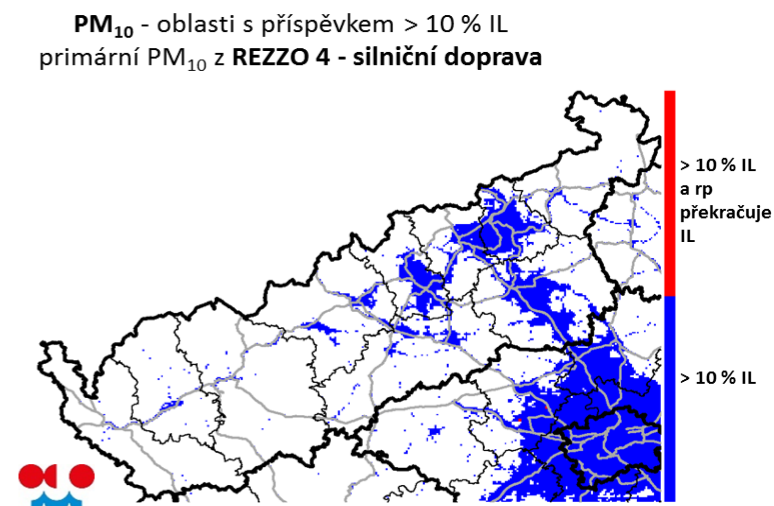 PM10 - oblasti s příspěvkem > 10 % IL
primární PM10 z REZZO 4 - silniční doprava
> 10 % IL
a rp
překračuje
IL
> 10 % IL